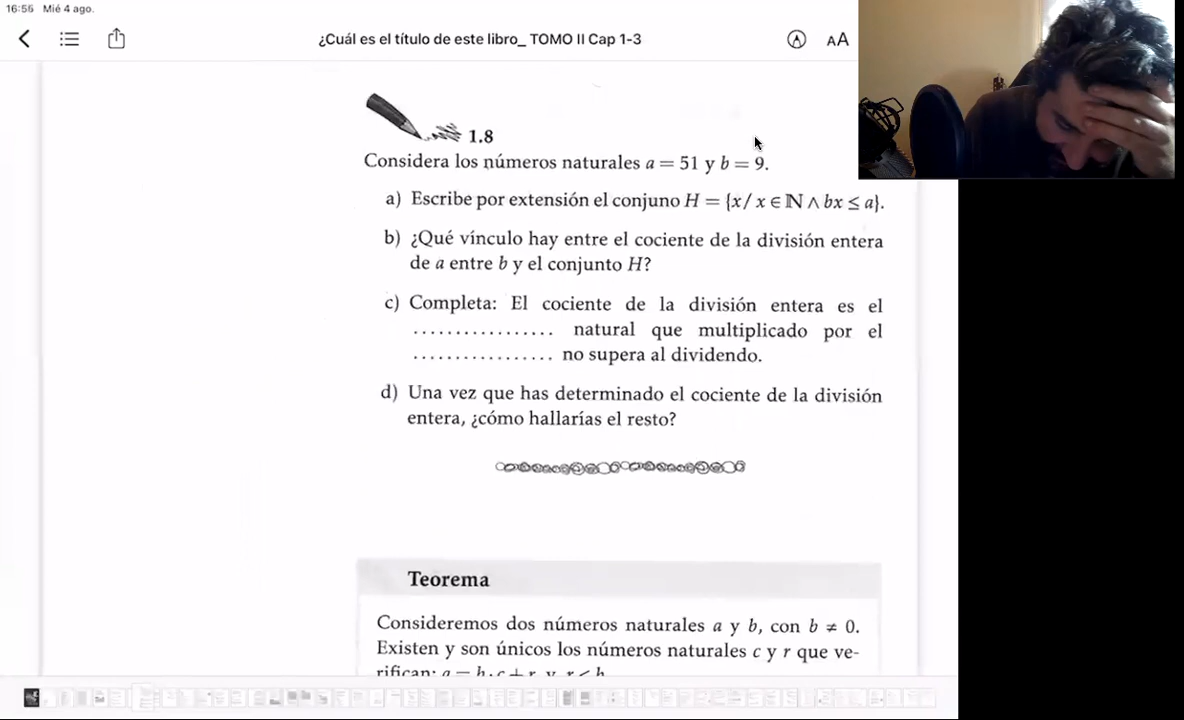 16:56 Mié 4 ago.
¿Cuál es el título de este libro_ TOMO II Cap 1-3
AA
1.8
Considera los números naturales a = 51 y b = 9.
a) Escribe por extensión el conjuno H = {x/ x ∈ ℕ ∧ bx ≤ a}.
b) ¿Qué vínculo hay entre el cociente de la división entera
de a entre b y el conjunto H?
c) Completa: El cociente de la división entera es el
................. natural que multiplicado por el
................. no supera al dividendo.
d) Una vez que has determinado el cociente de la división
entera, ¿cómo hallarías el resto?
Teorema
Consideremos dos números naturales a y b, con b ≠ 0.
Existen y son únicos los números naturales c y r que ve-
rifican: a = b.c + r y r < b